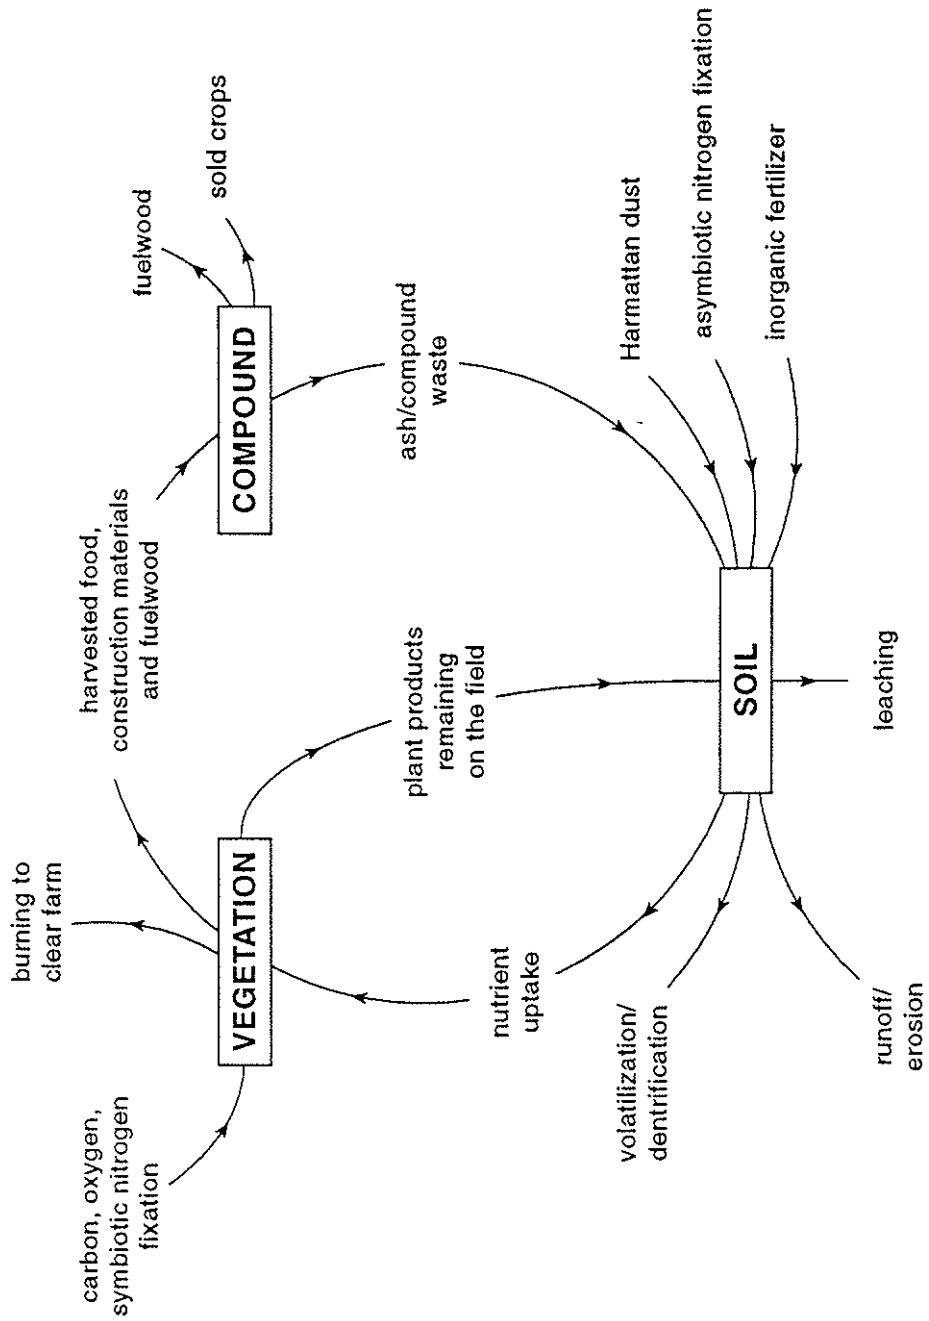 burning to
clear farm
carbon, oxygen,
symbiotic nitrogen
fixation
harvested food,
construction materials
and fuelwood
fuelwood
sold crops
VEGETATION
COMPOUND
plant products
remaining
on the field
ash/compound
waste
nutrient
uptake
volatilization/
dentrification
Harmattan dust
asymbiotic nitrogen fixation
inorganic fertilizer
SOIL
runoff/
erosion
leaching